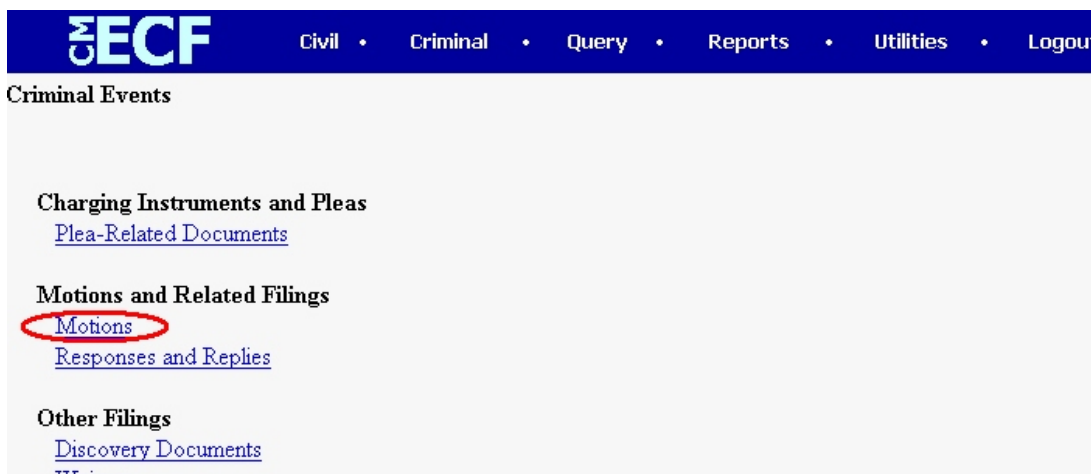 CM ECF Civil • Criminal • Query • Reports • Utilities • Logou
Criminal Events
Charging Instruments and Pleas
Plea-Related Documents
Motions and Related Filings
Motions
Responses and Replies
Other Filings
Discovery Documents